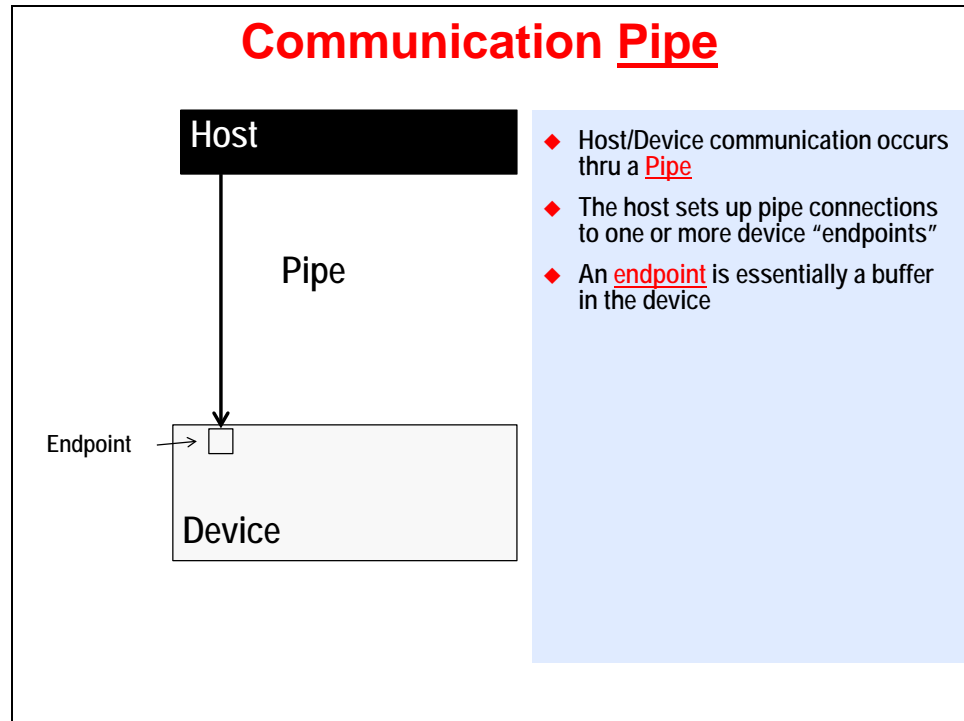 Communication Pipe
Host
Pipe
Endpoint
Device
◆ Host/Device communication occurs
thru a Pipe
◆ The host sets up pipe connections
to one or more device “endpoints”
◆ An endpoint is essentially a buffer
in the device